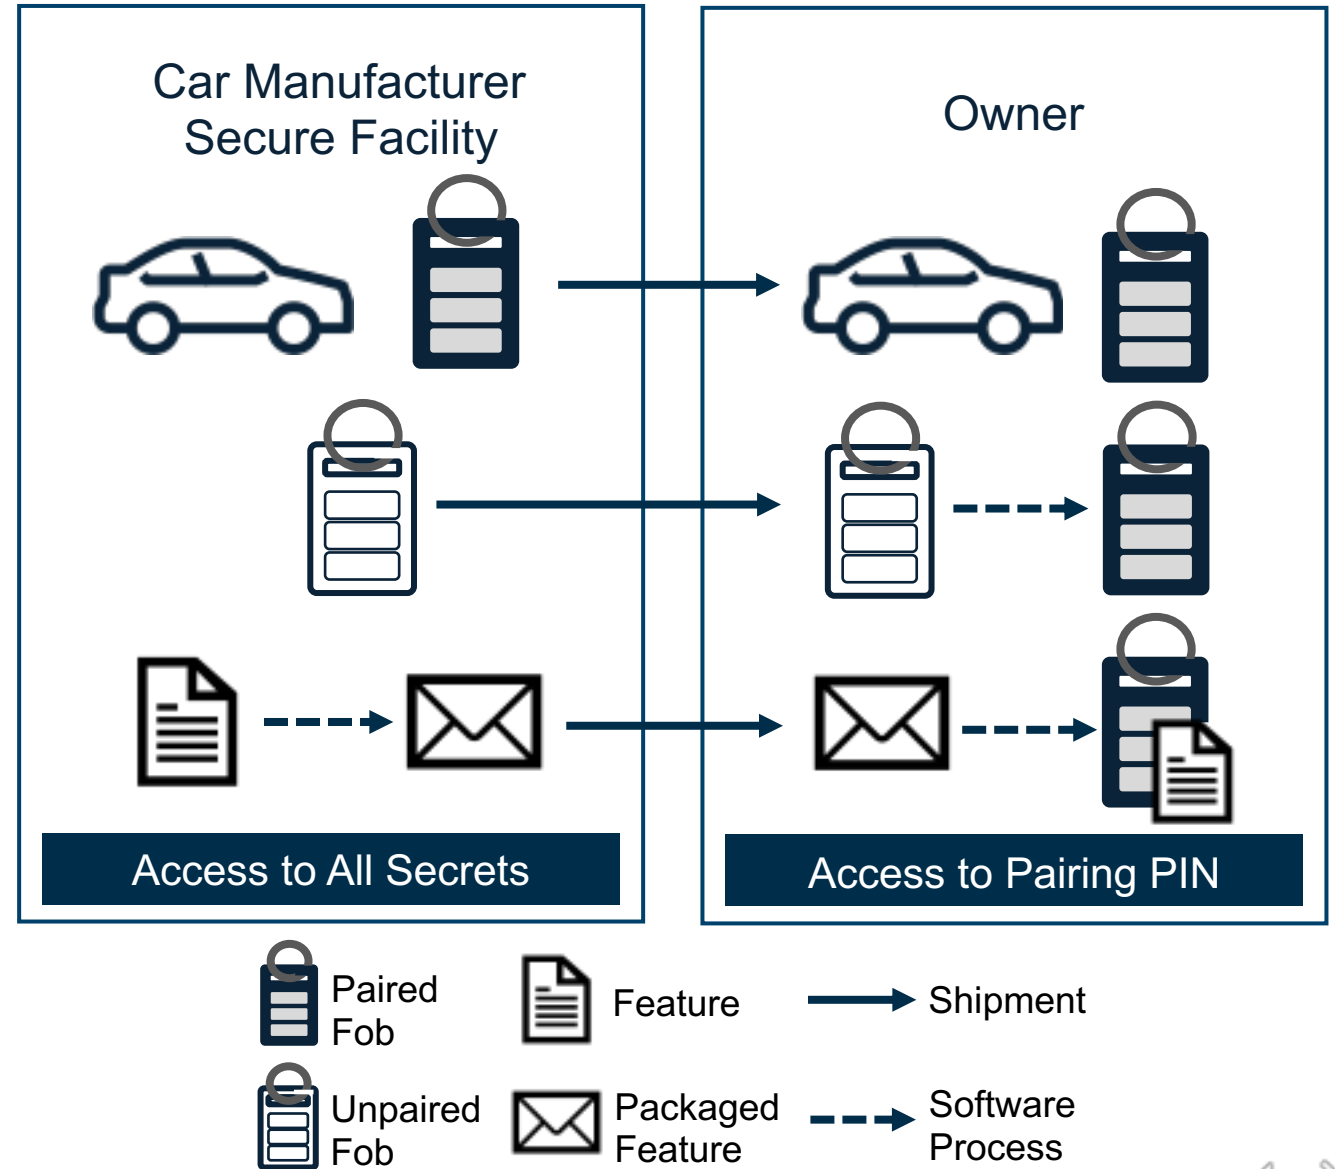 Car Manufacturer
Secure Facility
Owner
Access to All Secrets
Access to Pairing PIN
Paired
Fob
Feature
Shipment
Unpaired
Fob
Packaged
Feature
Software
Process